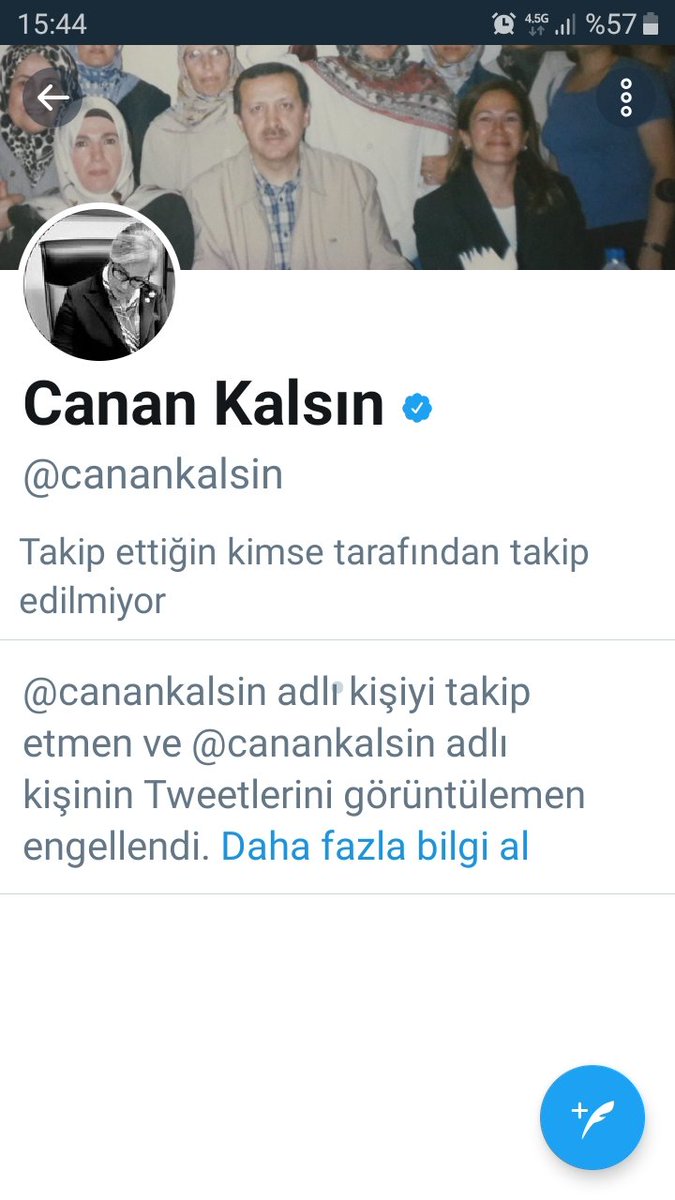 15:44 4.5G %57
Canan Kalsın
@canankalsin
Takip ettiğin kimse tarafından takip
edilmiyor
@canankalsin adlı kişiyi takip
etmen ve @canankalsin adlı
kişinin Tweetlerini görüntülemen
engellendi. Daha fazla bilgi al